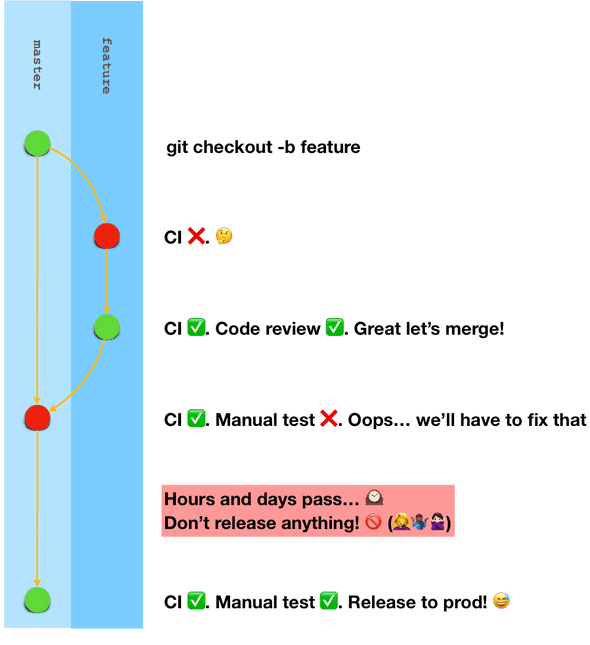 master
feature
git checkout -b feature
CI ❌. 🤔
CI ✅. Code review ✅. Great let’s merge!
CI ✅. Manual test ❌. Oops… we’ll have to fix that
Hours and days pass… 🕰️
Don’t release anything! 🚫 (🤦‍♀️🤷🏾‍♂️🙅🏻‍♀️)
CI ✅. Manual test ✅. Release to prod! 😅